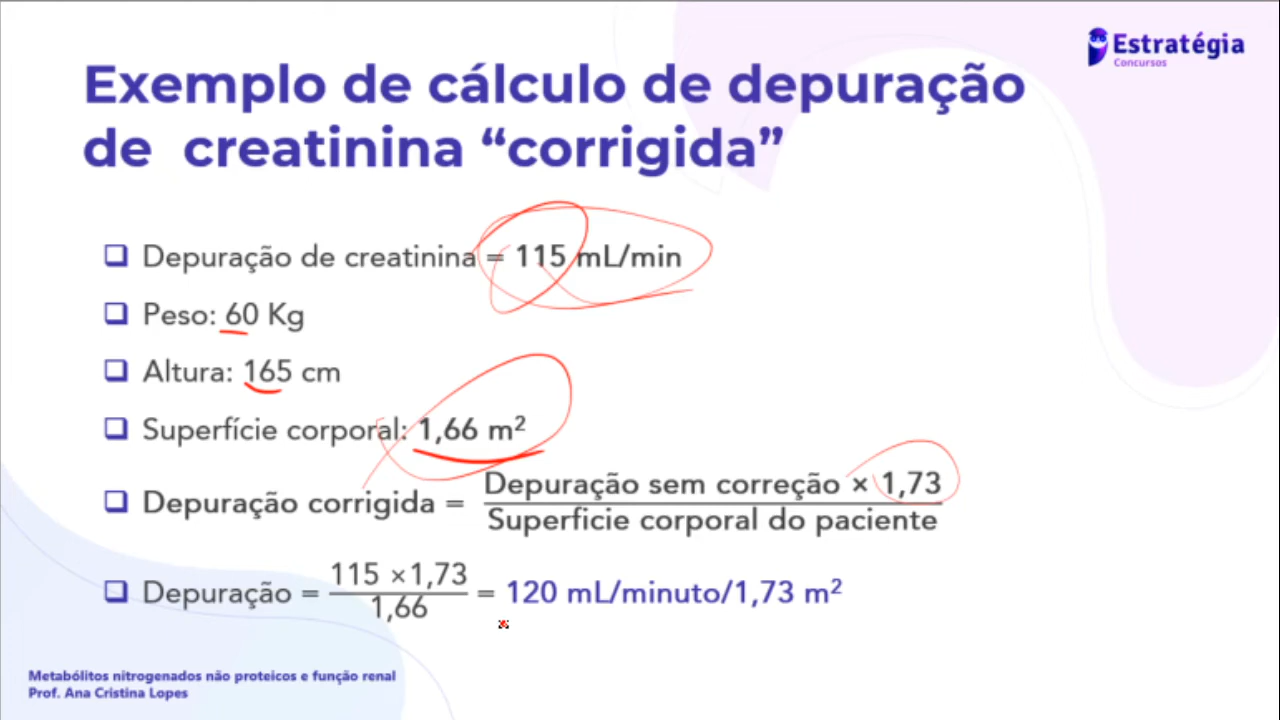 Estratégia
Concursos
Exemplo de cálculo de depuração
de creatinina “corrigida”
Depuração de creatinina = 115 mL/min
Peso: 60 Kg
Altura: 165 cm
Superfície corporal: 1,66 m²
Depuração corrigida = Depuração sem correção × 1,73
Superficie corporal do paciente
Depuração = 115 ×1,73
1,66
= 120 mL/minuto/1,73 m²
Metabólitos nitrogenados não proteicos e função renal
Prof. Ana Cristina Lopes